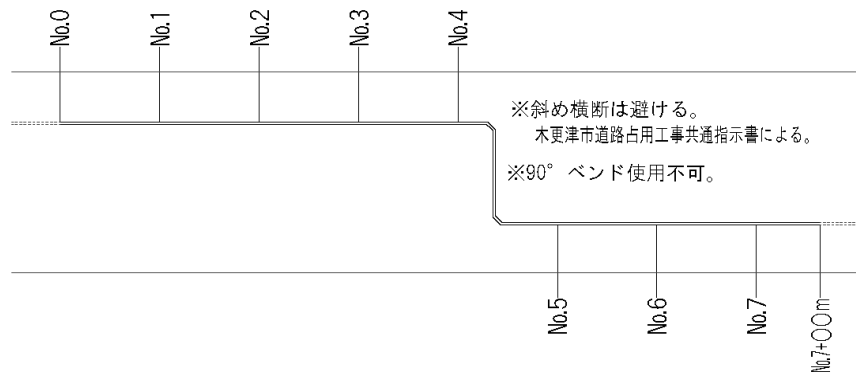 No.0
No.1
No.2
No.3
No.4
※斜め横断は避ける。
木更津市道路占用工事共通指示書による。
※90°ベンド使用不可。
No.5
No.6
No.7
No.7+〇〇m